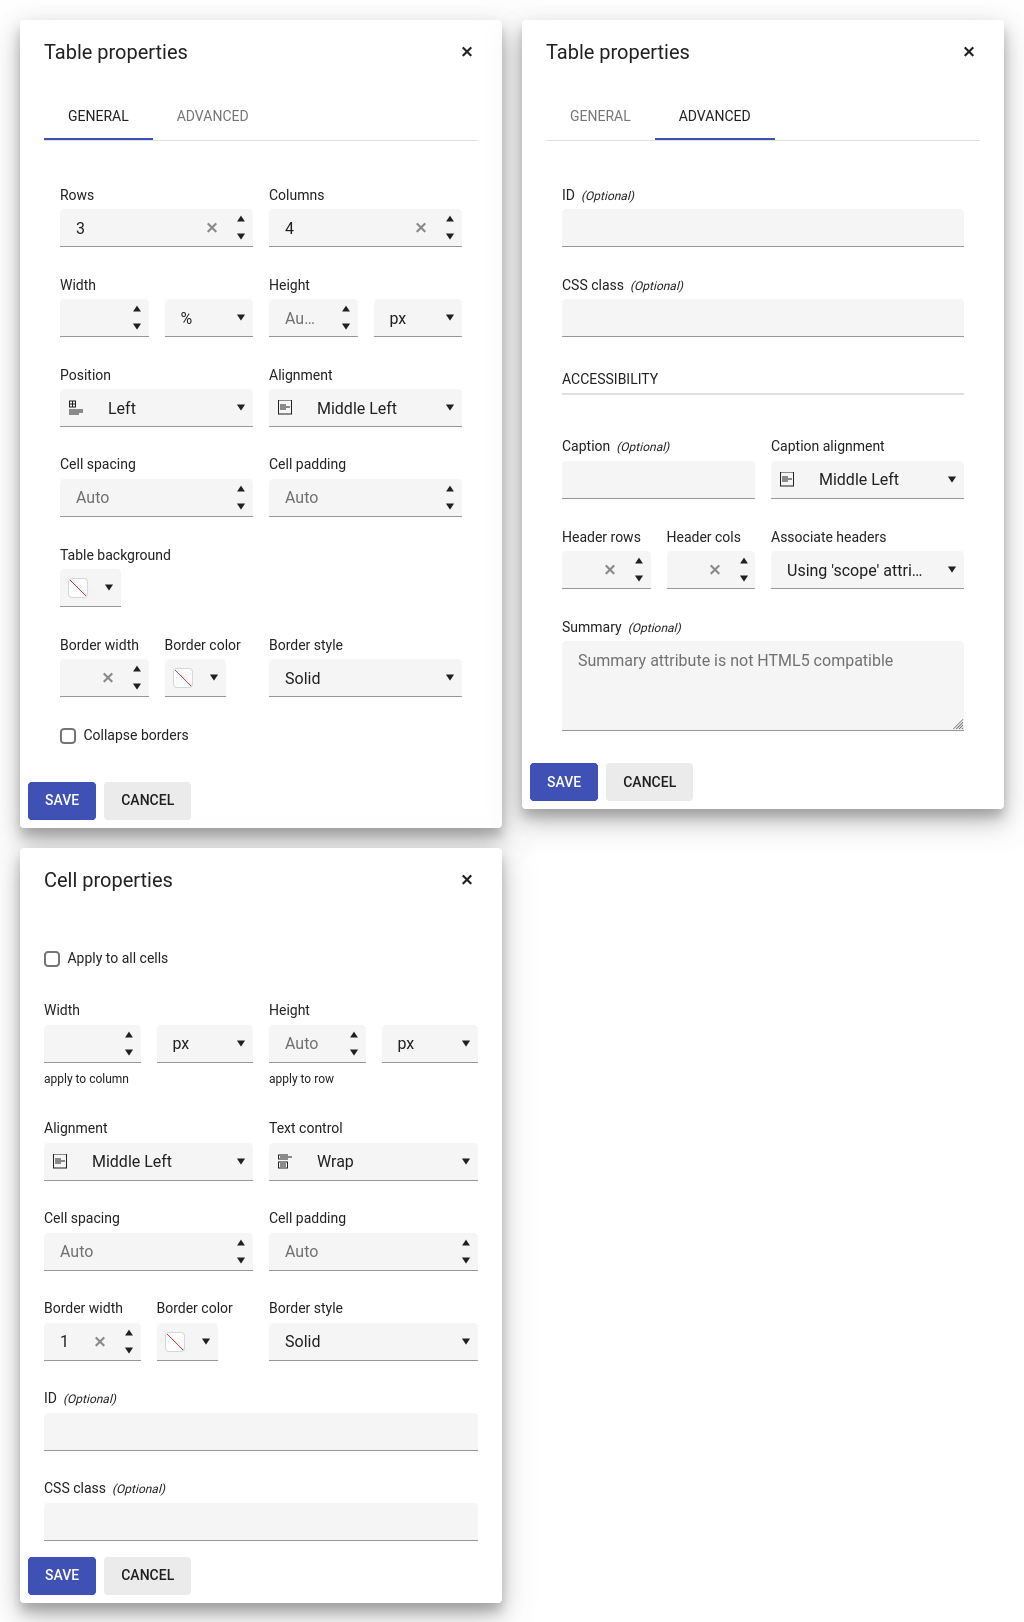 Table properties
GENERAL ADVANCED
Rows Columns
3 4
Width Height
% Au... px
Position Alignment
Left Middle Left
Cell spacing Cell padding
Auto Auto
Table background
Border width Border color Border style
Solid
Collapse borders
SAVE CANCEL
Table properties
GENERAL ADVANCED
ID (Optional)
CSS class (Optional)
ACCESSIBILITY
Caption (Optional) Caption alignment
Middle Left
Header rows Header cols Associate headers
Using 'scope' attri...
Summary (Optional)
Summary attribute is not HTML5 compatible
SAVE CANCEL
Cell properties
Apply to all cells
Width Height
px Auto px
apply to column apply to row
Alignment Text control
Middle Left Wrap
Cell spacing Cell padding
Auto Auto
Border width Border color Border style
1 Solid
ID (Optional)
CSS class (Optional)
SAVE CANCEL